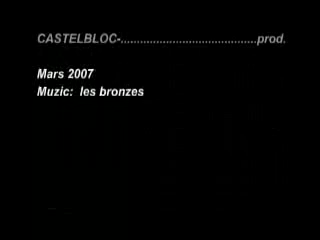 CASTELBLOC-..........................................prod.
Mars 2007
Muzic: les bronzes